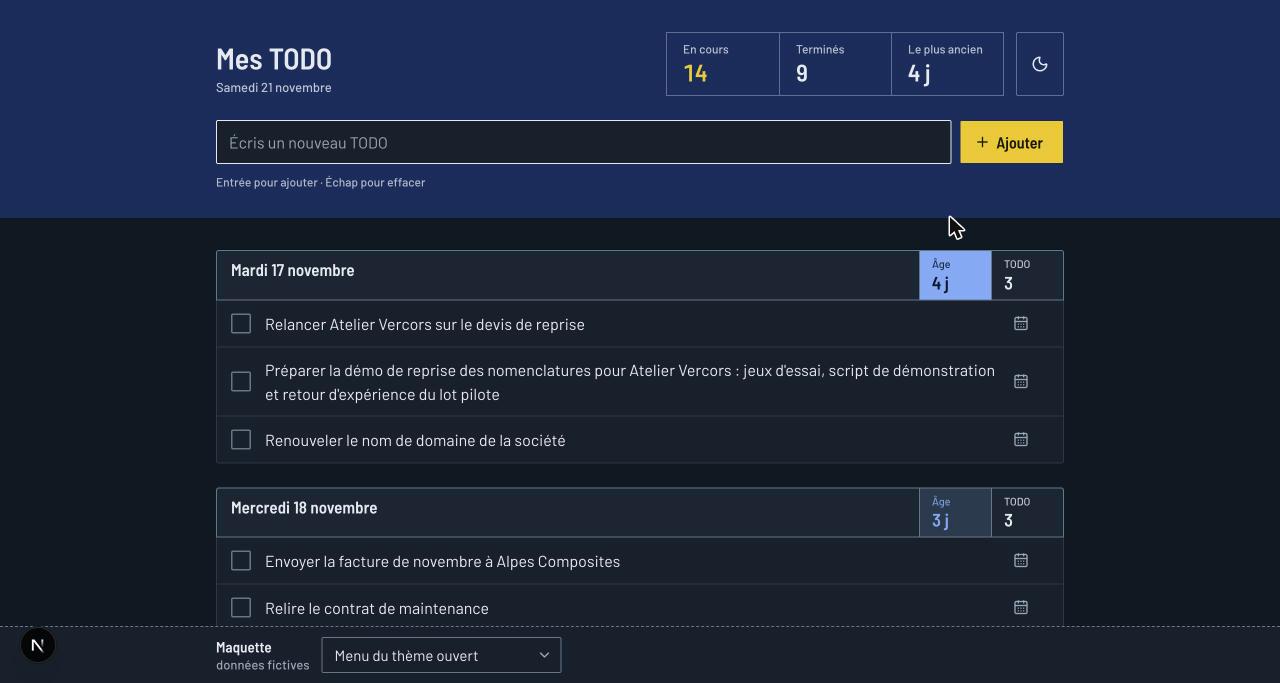 Mes TODO
Samedi 21 novembre
En cours
14
Terminés
9
Le plus ancien
4 j
Écris un nouveau TODO
Ajouter
Entrée pour ajouter · Échap pour effacer
Mardi 17 novembre
Âge
4 j
TODO
3
Relancer Atelier Vercors sur le devis de reprise
Préparer la démo de reprise des nomenclatures pour Atelier Vercors : jeux d'essai, script de démonstration
et retour d'expérience du lot pilote
Renouveler le nom de domaine de la société
Mercredi 18 novembre
Âge
3 j
TODO
3
Envoyer la facture de novembre à Alpes Composites
Relire le contrat de maintenance
N
Maquette
données fictives
Menu du thème ouvert